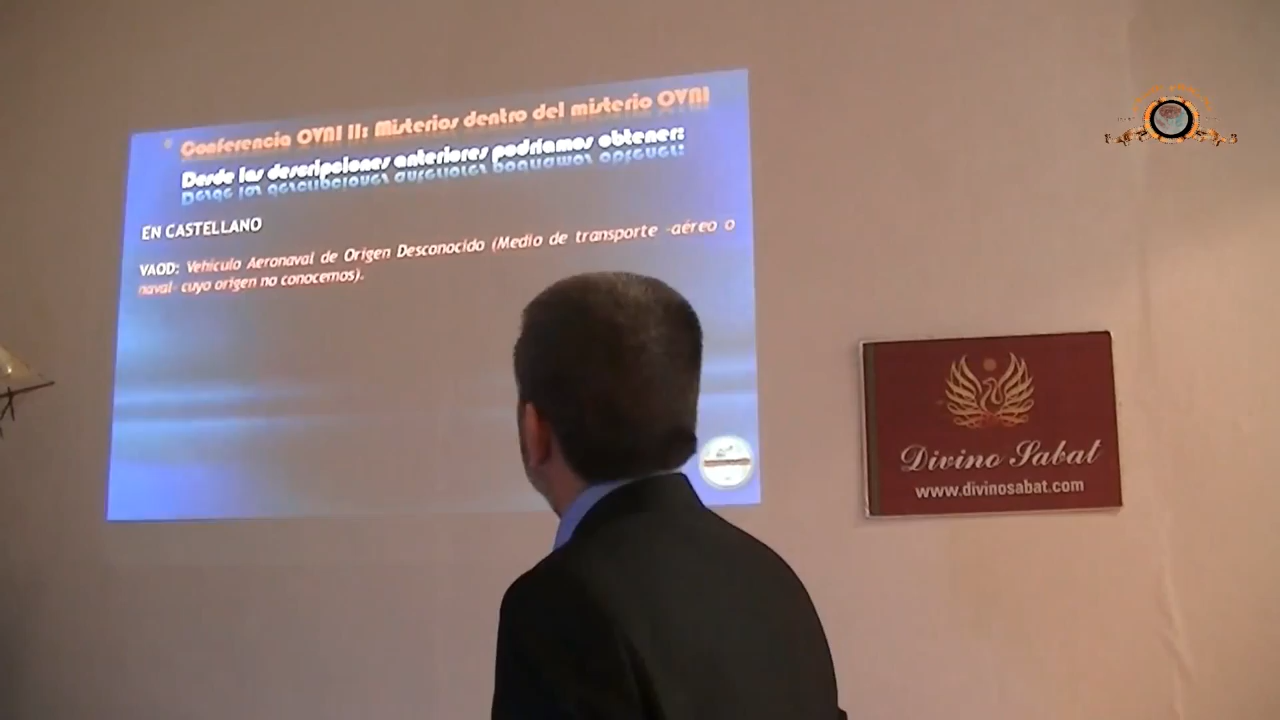 Conferencia OVNI II: Misterios dentro del misterio OVNI
Desde las descripciones anteriores podríamos obtener:
EN CASTELLANO
VAOD: Vehículo Aeronaval de Origen Desconocido (Medio de transporte -aéreo o
naval- cuyo origen no conocemos).
Divino Sabat
www.divinosabat.com